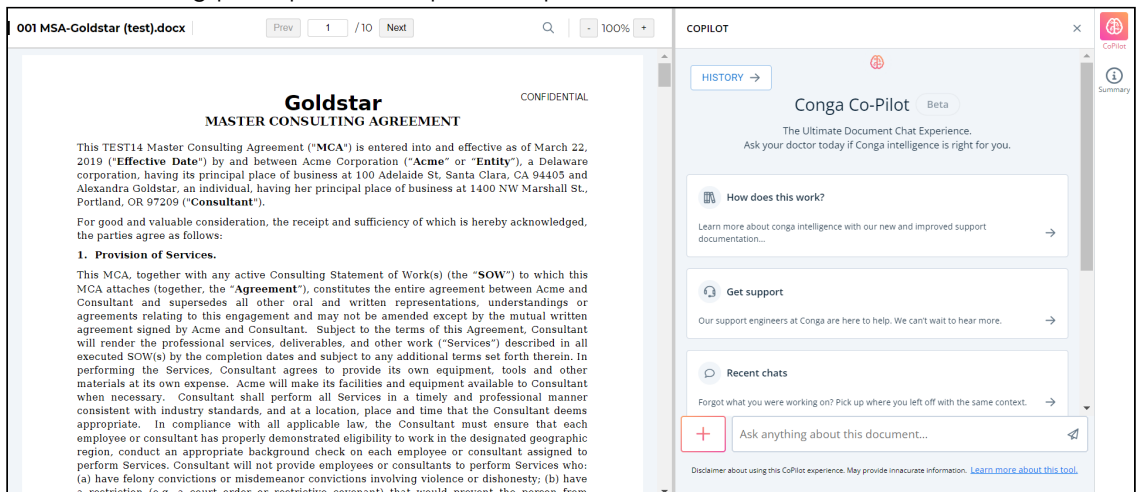 001 MSA-Goldstar (test).docx
Prev 1 / 10 Next
- 100% +
CONFIDENTIAL
Goldstar
MASTER CONSULTING AGREEMENT
This TEST14 Master Consulting Agreement ("MCA") is entered into and effective as of March 22,
2019 ("Effective Date") by and between Acme Corporation ("Acme" or "Entity"), a Delaware
corporation, having its principal place of business at 100 Adelaide St, Santa Clara, CA 94405 and
Alexandra Goldstar, an individual, having her principal place of business at 1400 NW Marshall St.,
Portland, OR 97209 ("Consultant").
For good and valuable consideration, the receipt and sufficiency of which is hereby acknowledged,
the parties agree as follows:
1. Provision of Services.
This MCA, together with any active Consulting Statement of Work(s) (the "SOW") to which this
MCA attaches (together, the "Agreement"), constitutes the entire agreement between Acme and
Consultant and supersedes all other oral and written representations, understandings or
agreements relating to this engagement and may not be amended except by the mutual written
agreement signed by Acme and Consultant. Subject to the terms of this Agreement, Consultant
will render the professional services, deliverables, and other work ("Services") described in all
executed SOW(s) by the completion dates and subject to any additional terms set forth therein. In
performing the Services, Consultant agrees to provide its own equipment, tools and other
materials at its own expense. Acme will make its facilities and equipment available to Consultant
when necessary. Consultant shall perform all Services in a timely and professional manner
consistent with industry standards, and at a location, place and time that the Consultant deems
appropriate. In compliance with all applicable law, the Consultant must ensure that each
employee or consultant has properly demonstrated eligibility to work in the designated geographic
region, conduct an appropriate background check on each employee or consultant assigned to
perform Services. Consultant will not provide employees or consultants to perform Services who:
(a) have felony convictions or misdemeanor convictions involving violence or dishonesty; (b) have
a restriction (e.g. a court order or restrictive covenant) that would prevent the person from
COPILOT
HISTORY
Conga Co-Pilot Beta
The Ultimate Document Chat Experience.
Ask your doctor today if Conga intelligence is right for you.
How does this work?
Learn more about conga intelligence with our new and improved support
documentation...
Get support
Our support engineers at Conga are here to help. We can't wait to hear more.
Recent chats
Forgot what you were working on? Pick up where you left off with the same context.
Ask anything about this document...
Disclaimer about using this CoPilot experience. May provide innacurate information. Learn more about this tool.
CoPilot
Summary